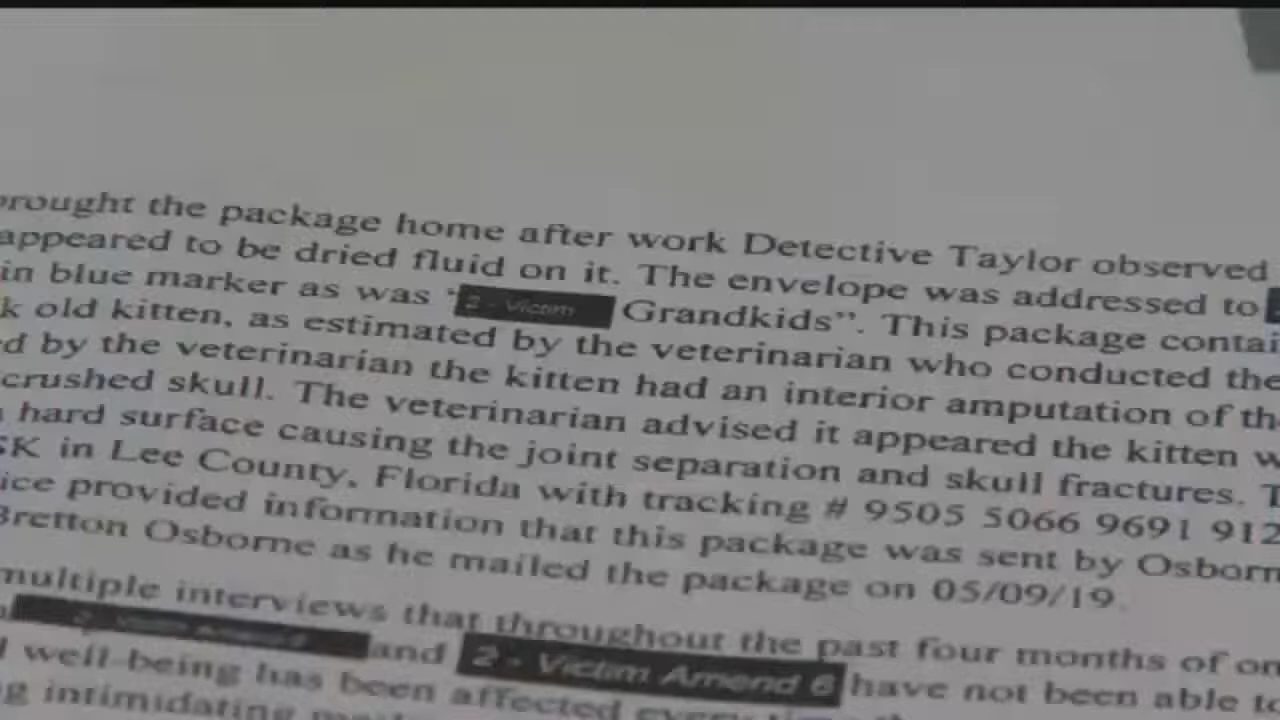 brought the package home after work Detective Taylor observed
appeared to be dried fluid on it. The envelope was addressed to
in blue marker as was "2 - Victim Grandkids". This package contai
k old kitten, as estimated by the veterinarian who conducted the
ed by the veterinarian the kitten had an interior amputation of th
crushed skull. The veterinarian advised it appeared the kitten w
hard surface causing the joint separation and skull fractures. T
SK in Lee County, Florida with tracking # 9505 5066 9691 912
ice provided information that this package was sent by Osborn
Bretton Osborne as he mailed the package on 05/09/19.
multiple interviews that throughout the past four months of
and 2 - Victim Amend 6 have not been able to
well-being has been affected every
intimidating